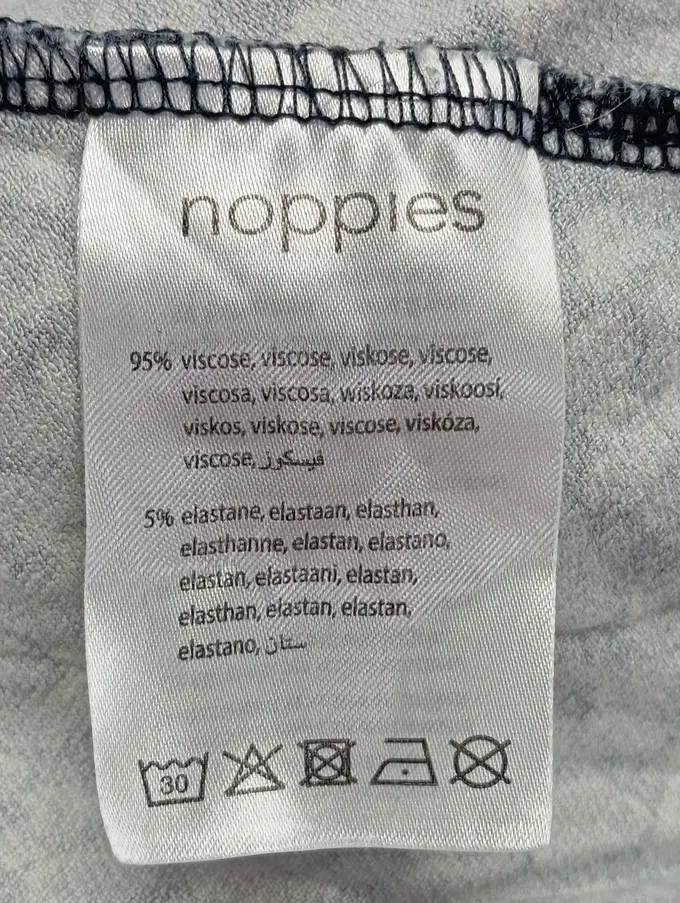 noppies
95% viscose, viscose, viskose, viscose,
viscosa, viscosa, wiskoza, viskoosi,
viskos, viskose, viscose, viskóza,
viscose, فيسكوز
5% elastane, elastaan, elasthan,
elasthanne, elastan, elastano,
elastan, elastaani, elastan,
elasthan, elastan, elastan,
elastano, ستان
30